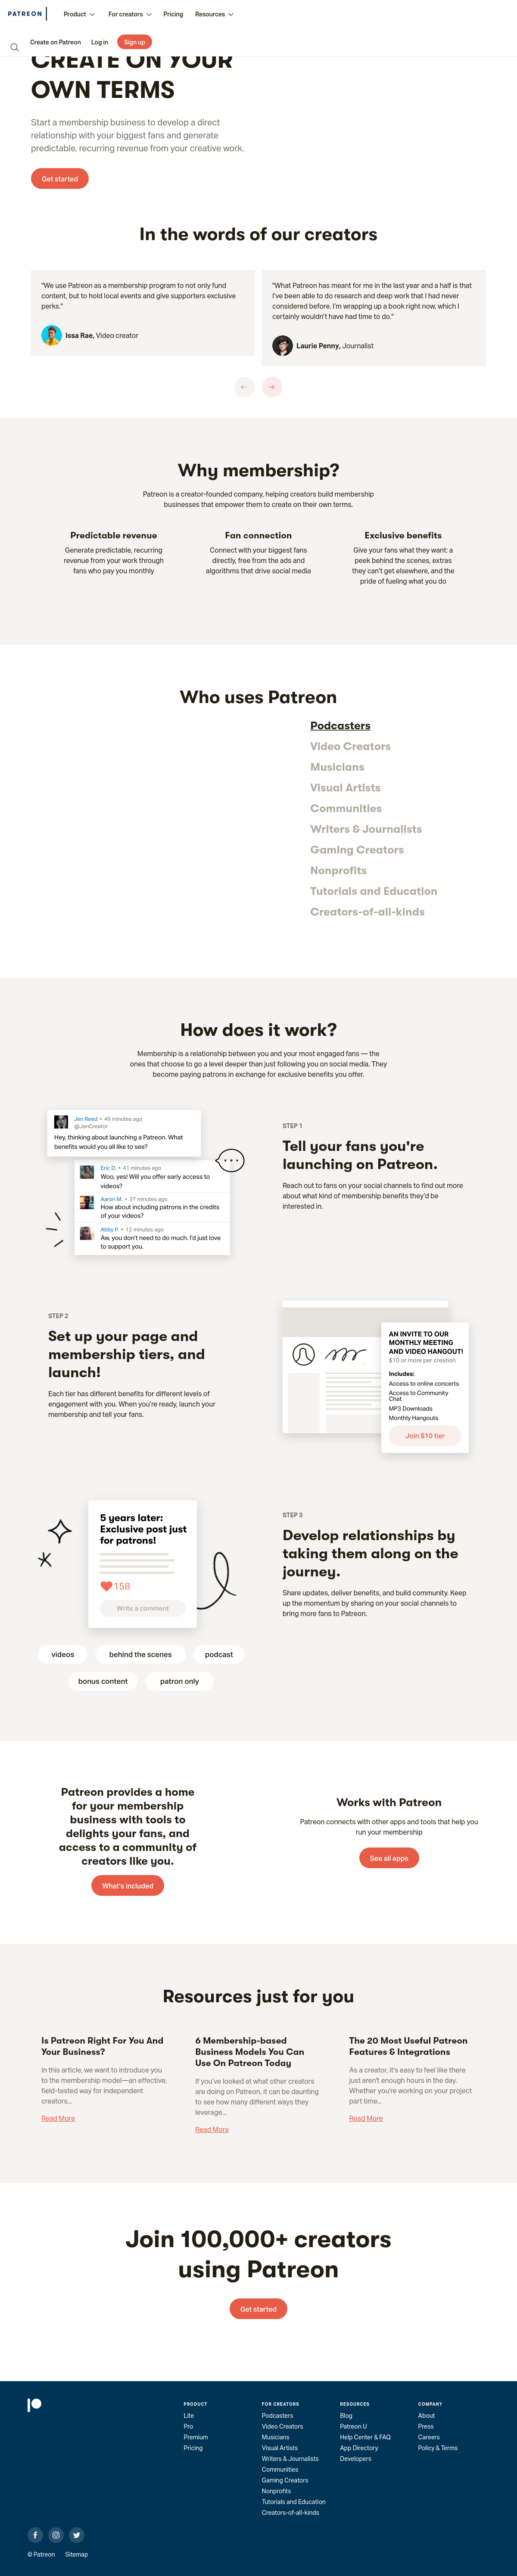 PATREON
Product
For creators
Pricing
Resources
Create on Patreon
Log in
Sign up
CREATE ON YOUR
OWN TERMS
Start a membership business to develop a direct
relationship with your biggest fans and generate
predictable, recurring revenue from your creative work.
Get started
In the words of our creators
"We use Patreon as a membership program to not only fund
content, but to hold local events and give supporters exclusive
perks."
Issa Rae, Video creator
"What Patreon has meant for me in the last year and a half is that
I've been able to do research and deep work that I had never
considered before. I'm wrapping up a book right now, which I
certainly wouldn't have had time to do."
Laurie Penny, Journalist
Why membership?
Patreon is a creator-founded company, helping creators build membership
businesses that empower them to create on their own terms.
Predictable revenue
Generate predictable, recurring
revenue from your work through
fans who pay you monthly
Fan connection
Connect with your biggest fans
directly, free from the ads and
algorithms that drive social media
Exclusive benefits
Give your fans what they want: a
peek behind the scenes, extras
they can't get elsewhere, and the
pride of fueling what you do
Who uses Patreon
Podcasters
Video Creators
Musicians
Visual Artists
Communities
Writers & Journalists
Gaming Creators
Nonprofits
Tutorials and Education
Creators-of-all-kinds
How does it work?
Membership is a relationship between you and your most engaged fans — the
ones that choose to go a level deeper than just following you on social media. They
become paying patrons in exchange for exclusive benefits you offer.
Jen Reed • 48 minutes ago
@JenCreator
Hey, thinking about launching a Patreon. What
benefits would you all like to see?
Eric D. • 41 minutes ago
Woo, yes! Will you offer early access to
videos?
Aaron M. • 37 minutes ago
How about including patrons in the credits
of your videos?
Abby P. • 12 minutes ago
Aw, you don't need to do much. I'd just love
to support you.
STEP 1
Tell your fans you're
launching on Patreon.
Reach out to fans on your social channels to find out more
about what kind of membership benefits they'd be
interested in.
STEP 2
Set up your page and
membership tiers, and
launch!
Each tier has different benefits for different levels of
engagement with you. When you're ready, launch your
membership and tell your fans.
AN INVITE TO OUR
MONTHLY MEETING
AND VIDEO HANGOUT!
$10 or more per creation
Includes:
Access to online concerts
Access to Community
Chat
MP3 Downloads
Monthly Hangouts
Join $10 tier
5 years later:
Exclusive post just
for patrons!
158
Write a comment
videos
behind the scenes
podcast
bonus content
patron only
STEP 3
Develop relationships by
taking them along on the
journey.
Share updates, deliver benefits, and build community. Keep
up the momentum by sharing on your social channels to
bring more fans to Patreon.
Patreon provides a home
for your membership
business with tools to
delights your fans, and
access to a community of
creators like you.
What's included
Works with Patreon
Patreon connects with other apps and tools that help you
run your membership
See all apps
Resources just for you
Is Patreon Right For You And
Your Business?
In this article, we want to introduce you
to the membership model—an effective,
field-tested way for independent
creators...
Read More
6 Membership-based
Business Models You Can
Use On Patreon Today
If you've looked at what other creators
are doing on Patreon, it can be daunting
to see how many different ways they
leverage...
Read More
The 20 Most Useful Patreon
Features & Integrations
As a creator, it's easy to feel like there
just aren't enough hours in the day.
Whether you're working on your project
part time...
Read More
Join 100,000+ creators
using Patreon
Get started
PRODUCT
Lite
Pro
Premium
Pricing
FOR CREATORS
Podcasters
Video Creators
Musicians
Visual Artists
Writers & Journalists
Communities
Gaming Creators
Nonprofits
Tutorials and Education
Creators-of-all-kinds
RESOURCES
Blog
Patreon U
Help Center & FAQ
App Directory
Developers
COMPANY
About
Press
Careers
Policy & Terms
© Patreon
Sitemap